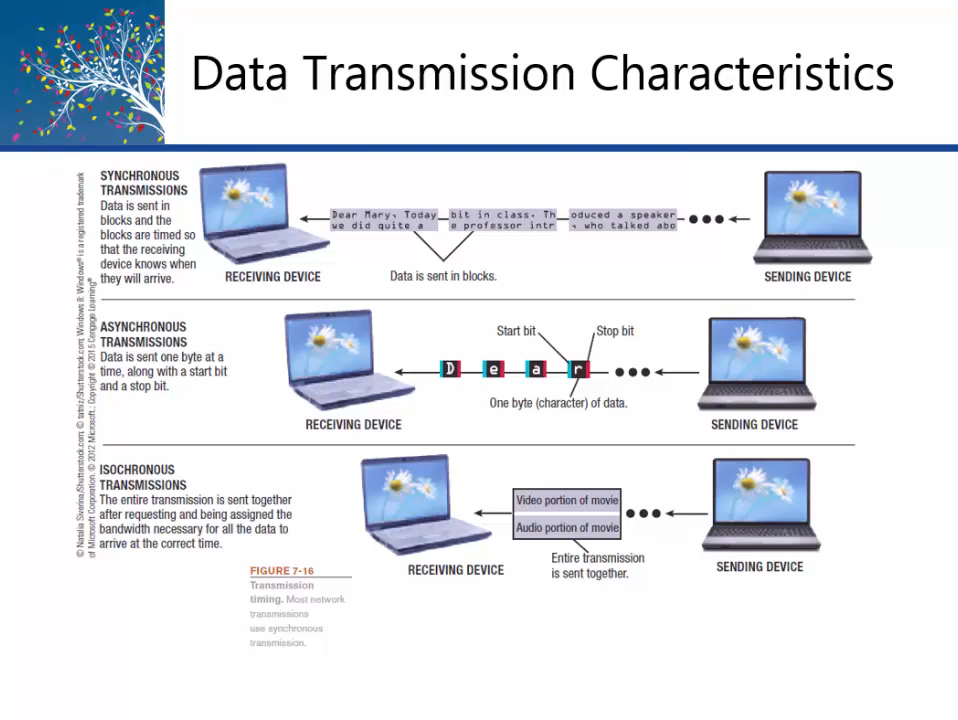 Data Transmission Characteristics
SYNCHRONOUS
TRANSMISSIONS
Data is sent in
blocks and the
blocks are timed so
that the receiving
device knows when
they will arrive.
RECEIVING DEVICE
Dear Mary, Today
we did quite a
bit in class. Th
e professor intr
oduced a speaker
, who talked abo
Data is sent in blocks.
SENDING DEVICE
ASYNCHRONOUS
TRANSMISSIONS
Data is sent one byte at a
time, along with a start bit
and a stop bit.
RECEIVING DEVICE
Start bit
Stop bit
D e a r
One byte (character) of data.
SENDING DEVICE
ISOCHRONOUS
TRANSMISSIONS
The entire transmission is sent together
after requesting and being assigned the
bandwidth necessary for all the data to
arrive at the correct time.
RECEIVING DEVICE
Video portion of movie
Audio portion of movie
Entire transmission
is sent together.
SENDING DEVICE
FIGURE 7-16
Transmission
timing. Most network
transmissions
use synchronous
transmission.
© Natalia Siverina/Shutterstock.com; © tatniz/Shutterstock.com; Windows 8: Windows® is a registered trademark
of Microsoft Corporation. © 2012 Microsoft.; Copyright © 2015 Cengage Learning®